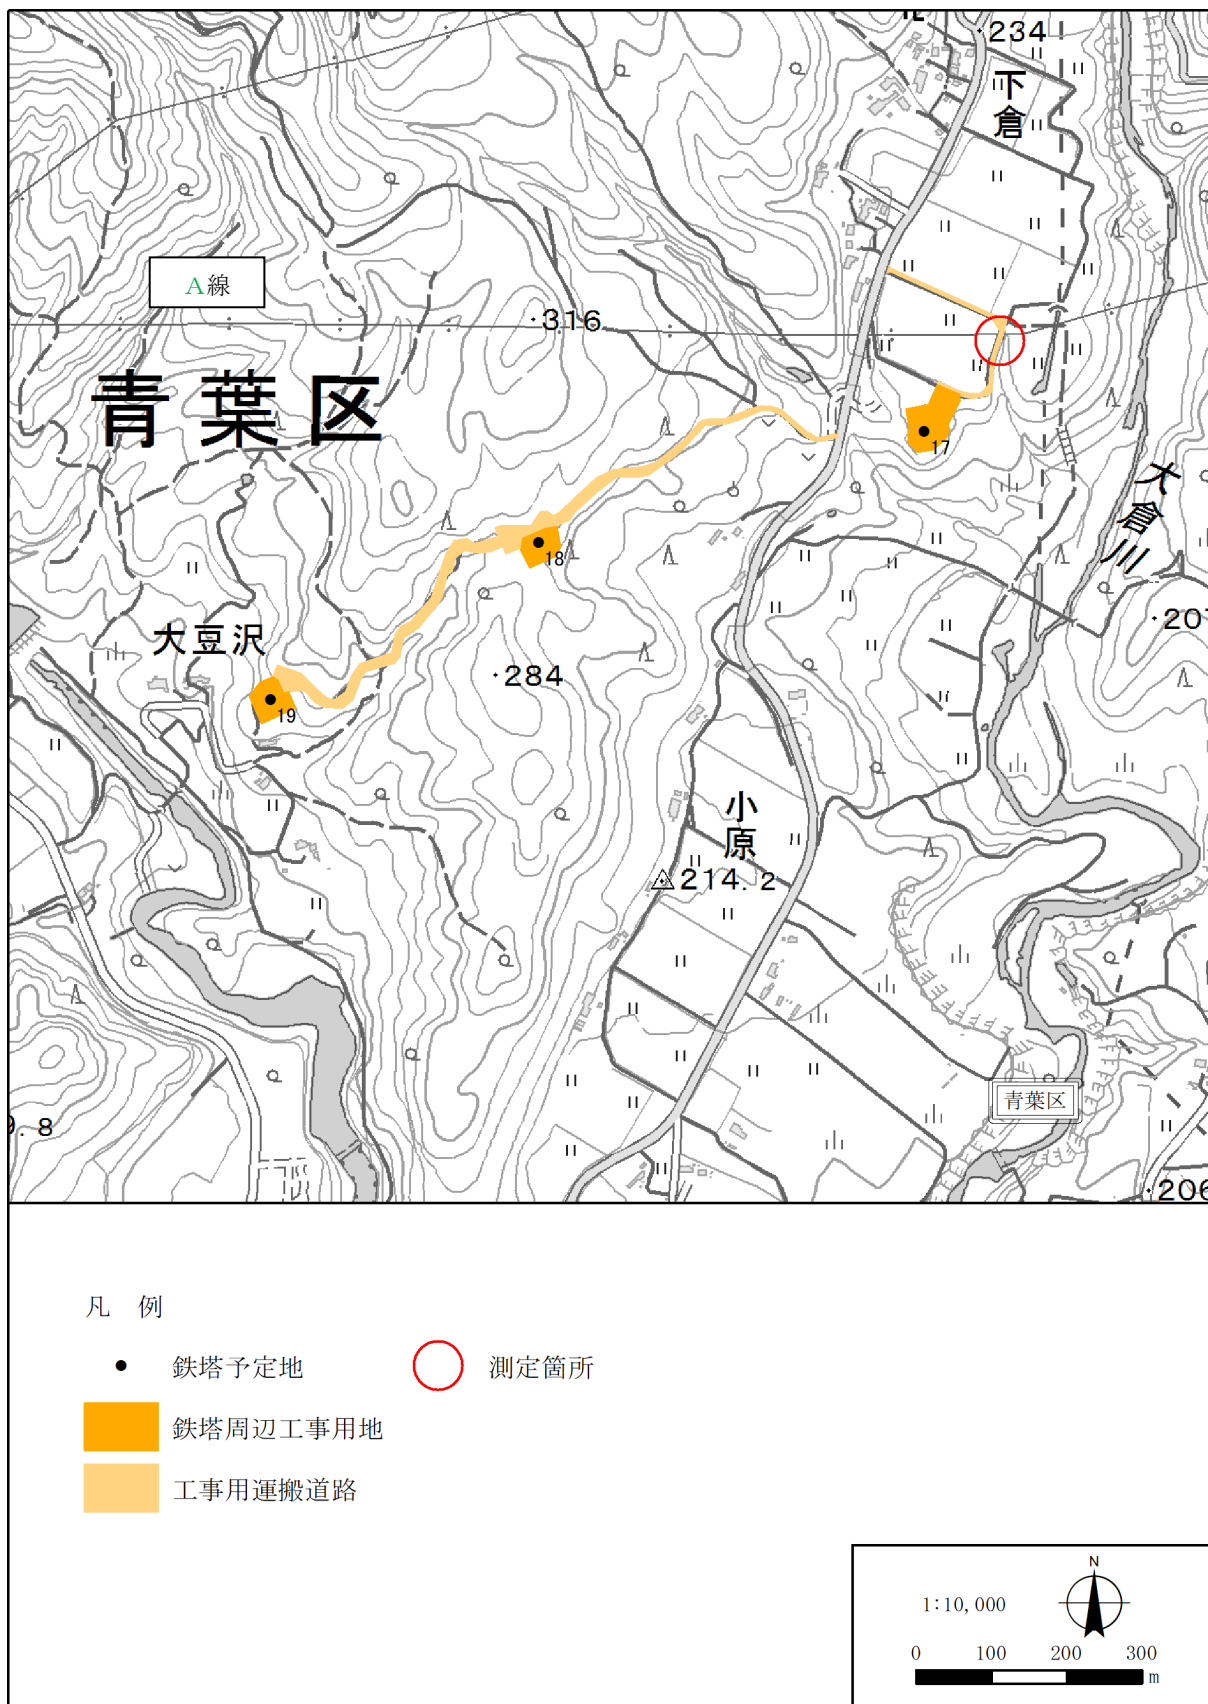 234
下倉
A線
316
青葉区
17
大倉川
18
207
大豆沢
284
19
小原
214.2
青葉区
9.8
206
凡　例
鉄塔予定地
測定箇所
鉄塔周辺工事用地
工事用運搬道路
N
1:10,000
0 100 200 300
m